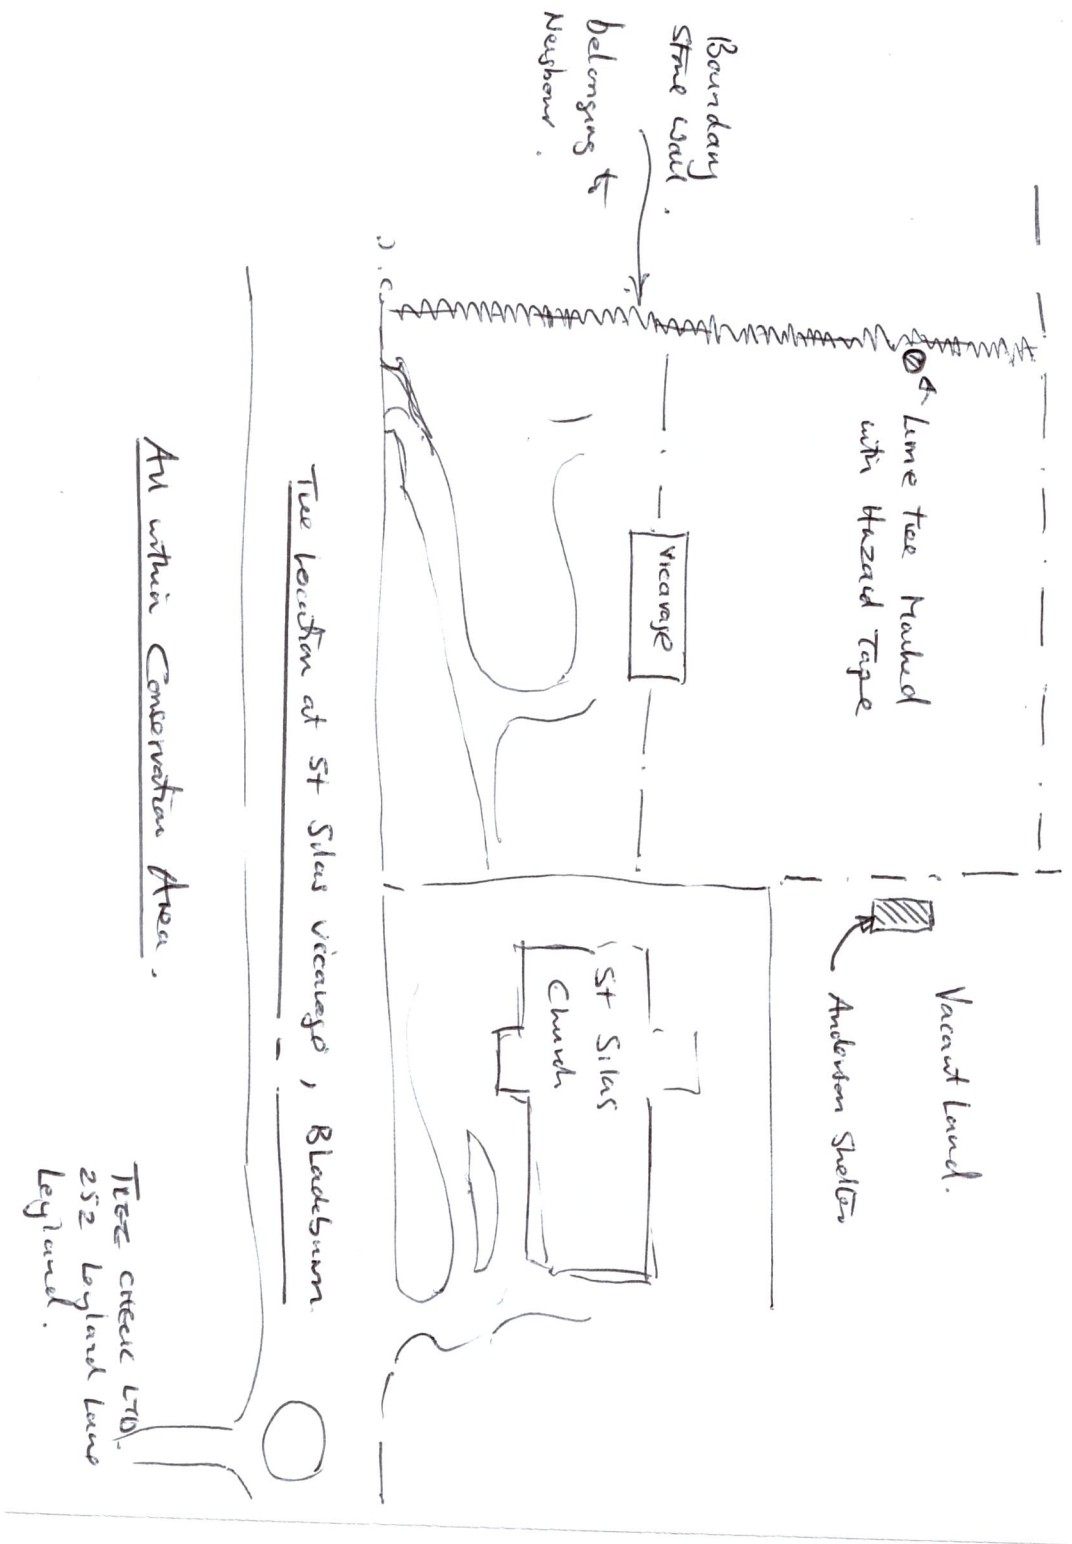 Boundary
Stone Wall.
belonging to
Neighbour.
Lime tree Marked
with Hazard Tape
Vicarage
Vacant Land.
Anderson Shelter
St Silas
Church
Tree Location at St Silas vicarage, Blackburn.
All within Conservation Area.
TREE CHECK LTD.
252 Leyland Lane
Leyland.